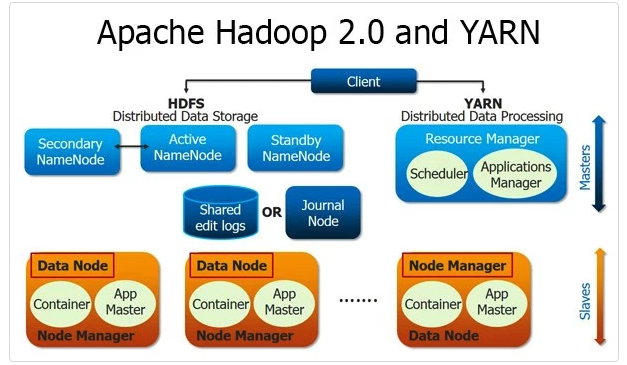 Apache Hadoop 2.0 and YARN
Client
HDFS
Distributed Data Storage
YARN
Distributed Data Processing
Secondary
NameNode
Active
NameNode
Standby
NameNode
Resource Manager
Scheduler
Applications
Manager
Masters
Shared
edit logs
OR
Journal
Node
Data Node
Container
App
Master
Node Manager
Data Node
Container
App
Master
Node Manager
.......
Node Manager
Container
App
Master
Data Node
Slaves